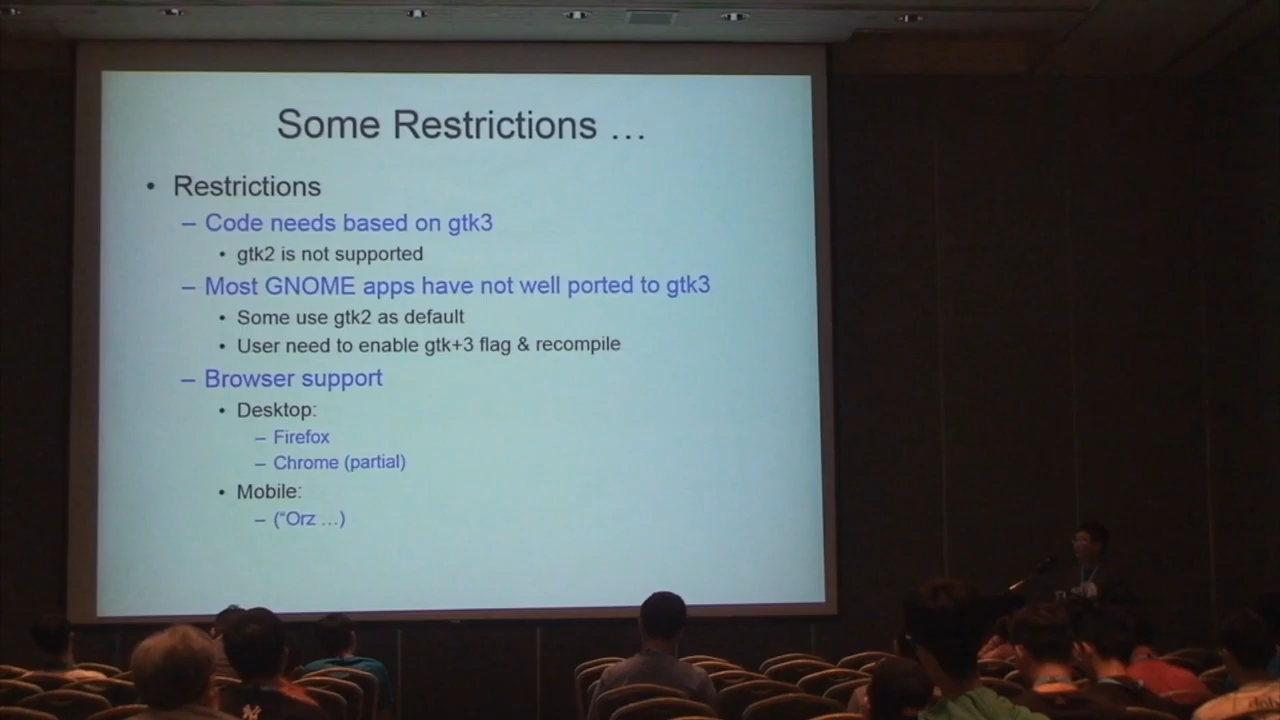 Some Restrictions …
• Restrictions
– Code needs based on gtk3
• gtk2 is not supported
– Most GNOME apps have not well ported to gtk3
• Some use gtk2 as default
• User need to enable gtk+3 flag & recompile
– Browser support
• Desktop:
– Firefox
– Chrome (partial)
• Mobile:
– (“Orz …)